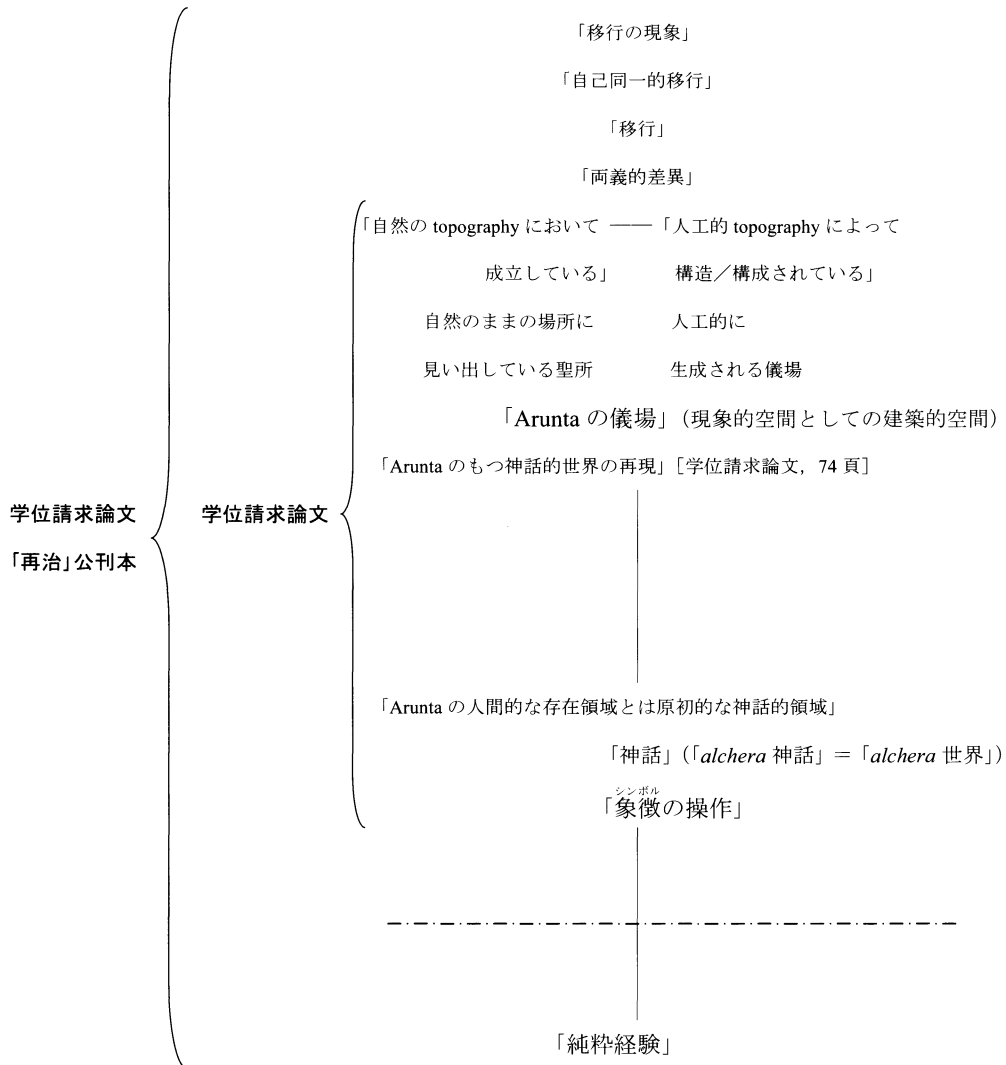 「移行の現象」
「自己同一的移行」
「移行」
「両義的差異」
「自然の topography において ——「人工的 topography によって
成立している」 構造／構成されている」
自然のままの場所に 人工的に
見い出している聖所 生成される儀場
「Arunta の儀場」（現象的空間としての建築的空間）
「Arunta のもつ神話的世界の再現」［学位請求論文，74 頁］
学位請求論文 学位請求論文
「再治」公刊本
「Arunta の人間的な存在領域とは原初的な神話的領域」
「神話」（「alchera 神話」＝「alchera 世界」）
シンボル
「象徴の操作」
「純粋経験」